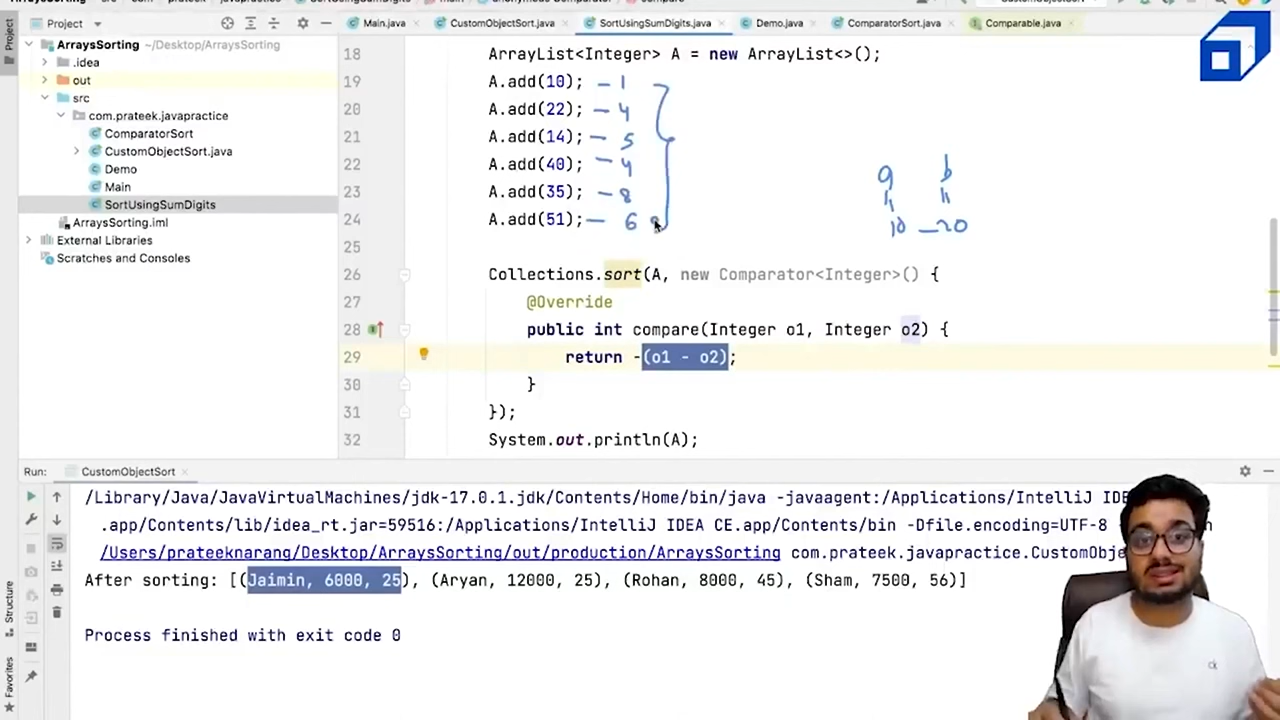 Project
Main.java
CustomObjectSort.java
SortUsingSumDigits.java
Demo.java
ComparatorSort.java
Comparable.java
Project
ArraysSorting ~/Desktop/ArraysSorting
.idea
out
src
com.prateek.javapractice
ComparatorSort
CustomObjectSort.java
Demo
Main
SortUsingSumDigits
ArraysSorting.iml
External Libraries
Scratches and Consoles
18 ArrayList<Integer> A = new ArrayList<>();
19 A.add(10); – 1
20 A.add(22); – 4
21 A.add(14); – 5
22 A.add(40); – 4
23 A.add(35); – 8
24 A.add(51); – 6
a b
10 – 20
25
26 Collections.sort(A, new Comparator<Integer>() {
27 @Override
28 public int compare(Integer o1, Integer o2) {
29 return -(o1 - o2);
30 }
31 });
32 System.out.println(A);
Run: CustomObjectSort
/Library/Java/JavaVirtualMachines/jdk-17.0.1.jdk/Contents/Home/bin/java -javaagent:/Applications/IntelliJ IDE
.app/Contents/lib/idea_rt.jar=59516:/Applications/IntelliJ IDEA CE.app/Contents/bin -Dfile.encoding=UTF-8
/Users/prateeknarang/Desktop/ArraysSorting/out/production/ArraysSorting com.prateek.javapractice.CustomObje
After sorting: [(Jaimin, 6000, 25), (Aryan, 12000, 25), (Rohan, 8000, 45), (Sham, 7500, 56)]
Process finished with exit code 0
Structure
Favorites